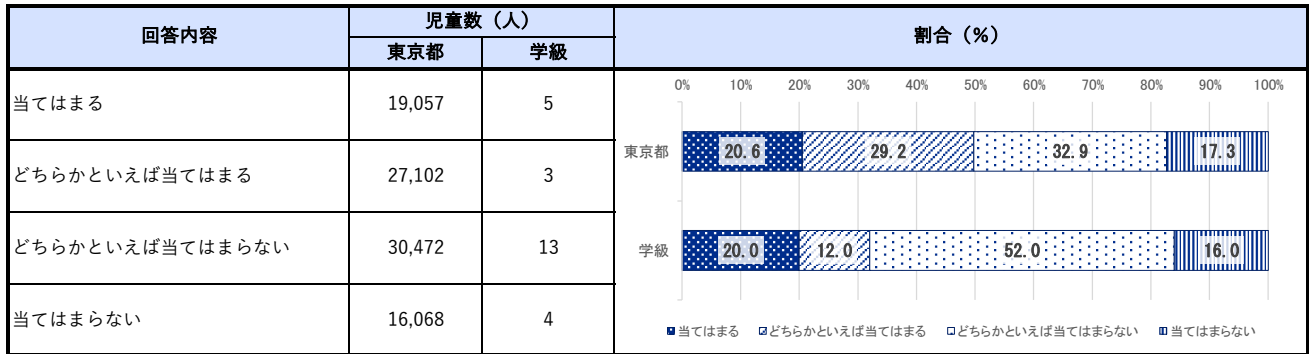 回答内容 児童数（人） 割合（％）
東京都 学級
当てはまる 19,057 5
どちらかといえば当てはまる 27,102 3
どちらかといえば当てはまらない 30,472 13
当てはまらない 16,068 4
0% 10% 20% 30% 40% 50% 60% 70% 80% 90% 100%
東京都 20.6 29.2 32.9 17.3
学級 20.0 12.0 52.0 16.0
当てはまる どちらかといえば当てはまる どちらかといえば当てはまらない 当てはまらない